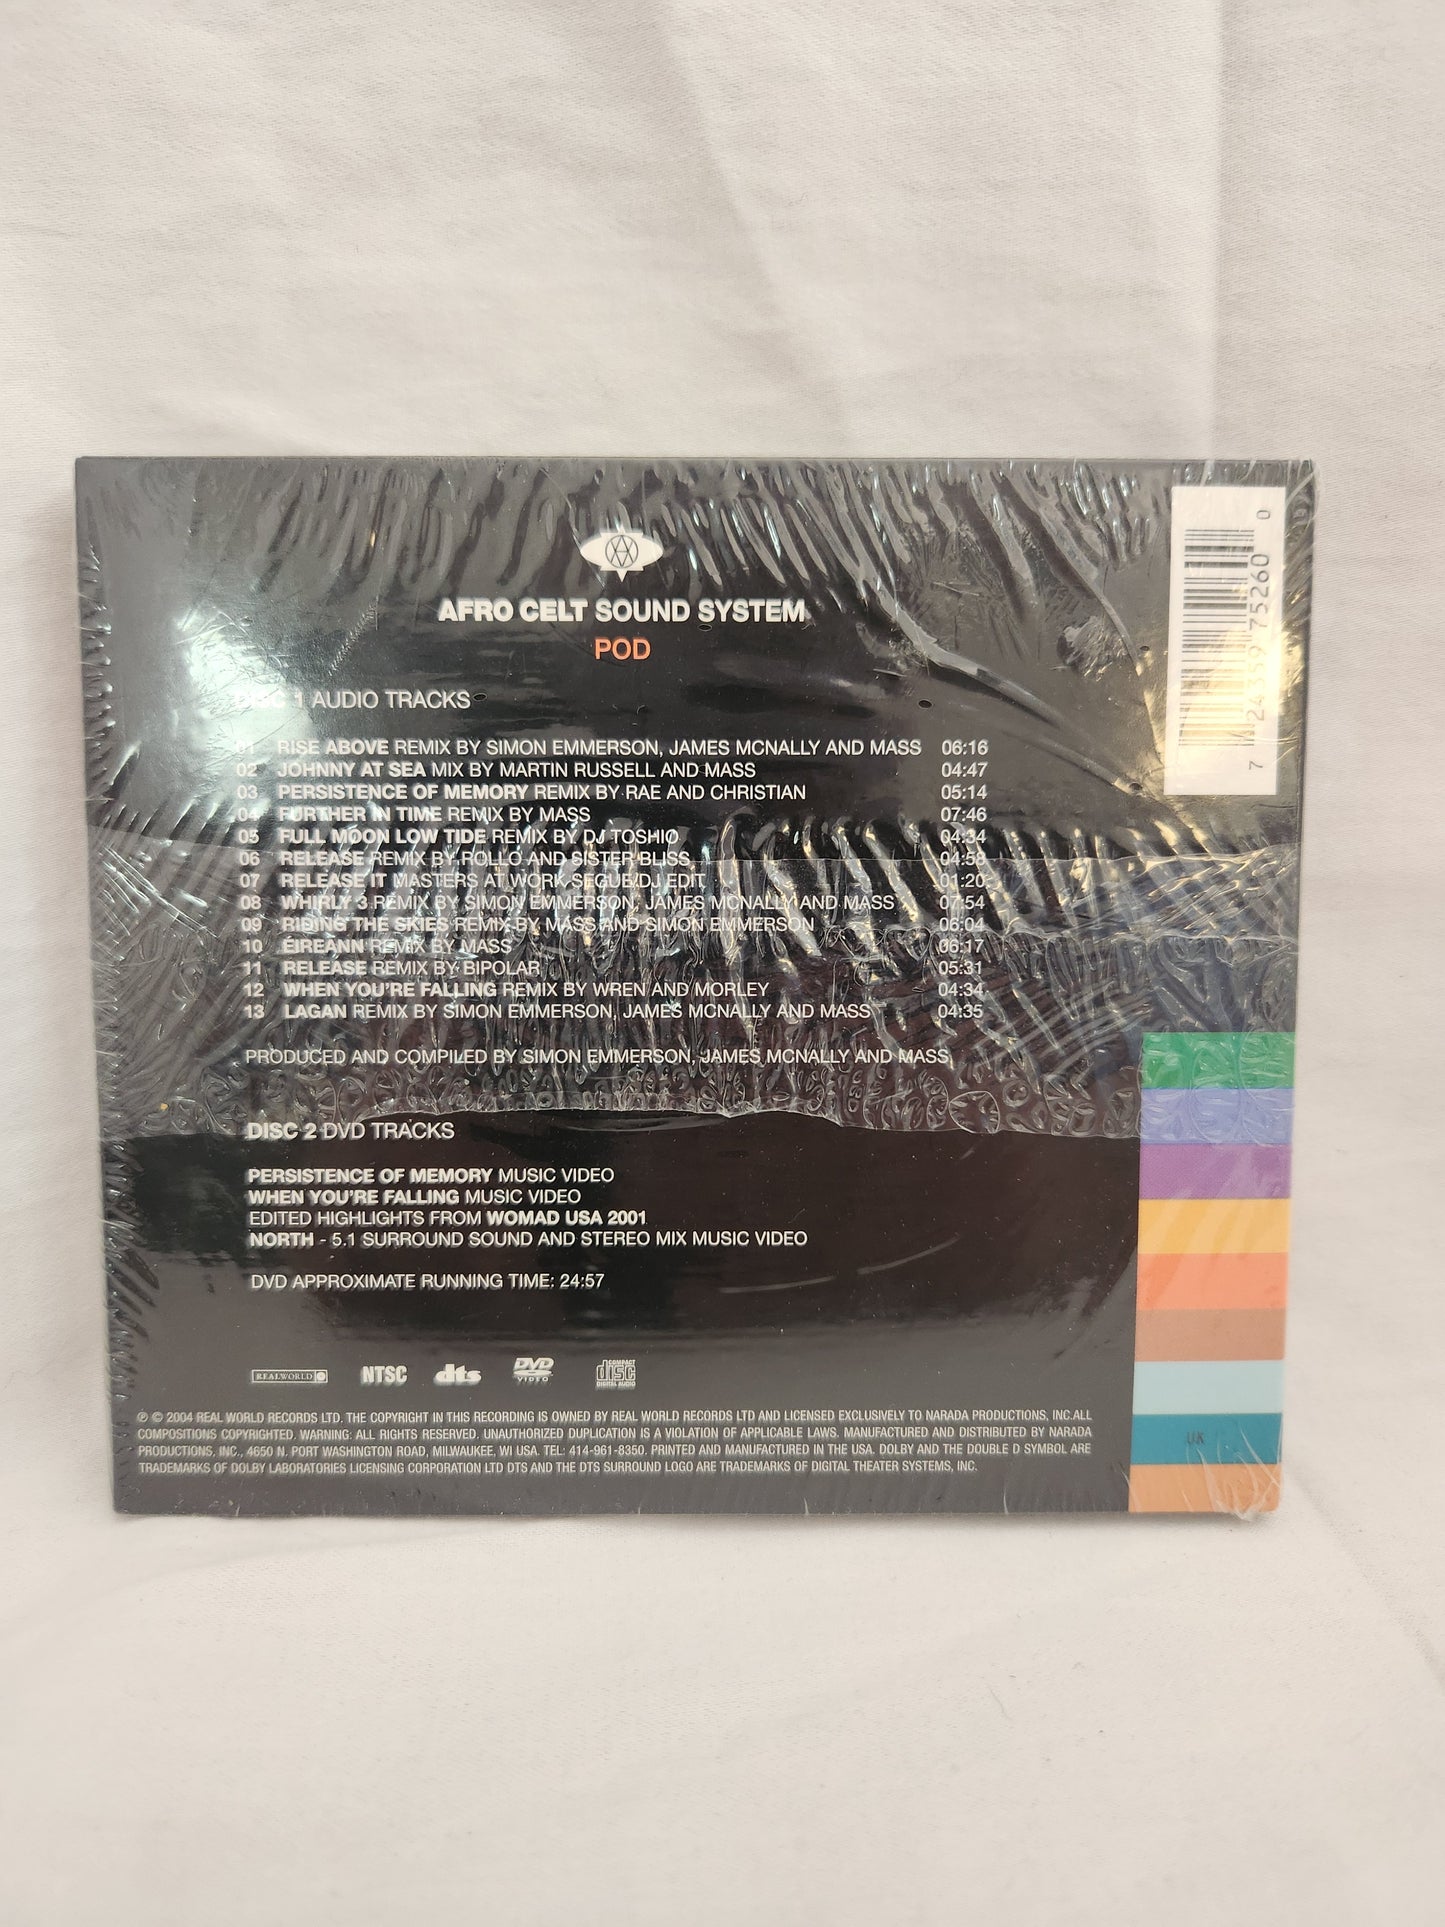 AFRO CELT SOUND SYSTEM
POD
DISC 1 AUDIO TRACKS
01 RISE ABOVE REMIX BY SIMON EMMERSON, JAMES MCNALLY AND MASS 06:16
02 JOHNNY AT SEA MIX BY MARTIN RUSSELL AND MASS 04:47
03 PERSISTENCE OF MEMORY REMIX BY RAE AND CHRISTIAN 05:14
04 FURTHER IN TIME REMIX BY MASS 07:46
05 FULL MOON LOW TIDE REMIX BY DJ TOSHIO 04:34
06 RELEASE REMIX BY ROLLO AND SISTER BLISS 04:58
07 RELEASE IT MASTERS AT WORK SEGUE/DJ EDIT 01:20
08 WHIRLY 3 REMIX BY SIMON EMMERSON, JAMES MCNALLY AND MASS 07:54
09 RIDING THE SKIES REMIX BY MASS AND SIMON EMMERSON 06:04
10 ÉIREANN REMIX BY MASS 06:17
11 RELEASE REMIX BY BIPOLAR 05:31
12 WHEN YOU'RE FALLING REMIX BY WREN AND MORLEY 04:34
13 LAGAN REMIX BY SIMON EMMERSON, JAMES MCNALLY AND MASS 04:35
PRODUCED AND COMPILED BY SIMON EMMERSON, JAMES MCNALLY AND MASS
DISC 2 DVD TRACKS
PERSISTENCE OF MEMORY MUSIC VIDEO
WHEN YOU'RE FALLING MUSIC VIDEO
EDITED HIGHLIGHTS FROM WOMAD USA 2001
NORTH - 5.1 SURROUND SOUND AND STEREO MIX MUSIC VIDEO
DVD APPROXIMATE RUNNING TIME: 24:57
REALWORLD NTSC dts DVD VIDEO COMPACT disc DIGITAL AUDIO
℗ © 2004 REAL WORLD RECORDS LTD. THE COPYRIGHT IN THIS RECORDING IS OWNED BY REAL WORLD RECORDS LTD AND LICENSED EXCLUSIVELY TO NARADA PRODUCTIONS, INC.ALL
COMPOSITIONS COPYRIGHTED. WARNING: ALL RIGHTS RESERVED. UNAUTHORIZED DUPLICATION IS A VIOLATION OF APPLICABLE LAWS. MANUFACTURED AND DISTRIBUTED BY NARADA
PRODUCTIONS, INC., 4650 N. PORT WASHINGTON ROAD, MILWAUKEE, WI USA. TEL: 414-961-8350. PRINTED AND MANUFACTURED IN THE USA. DOLBY AND THE DOUBLE D SYMBOL ARE
TRADEMARKS OF DOLBY LABORATORIES LICENSING CORPORATION LTD DTS AND THE DTS SURROUND LOGO ARE TRADEMARKS OF DIGITAL THEATER SYSTEMS, INC.
7 24359 75260 0
UK